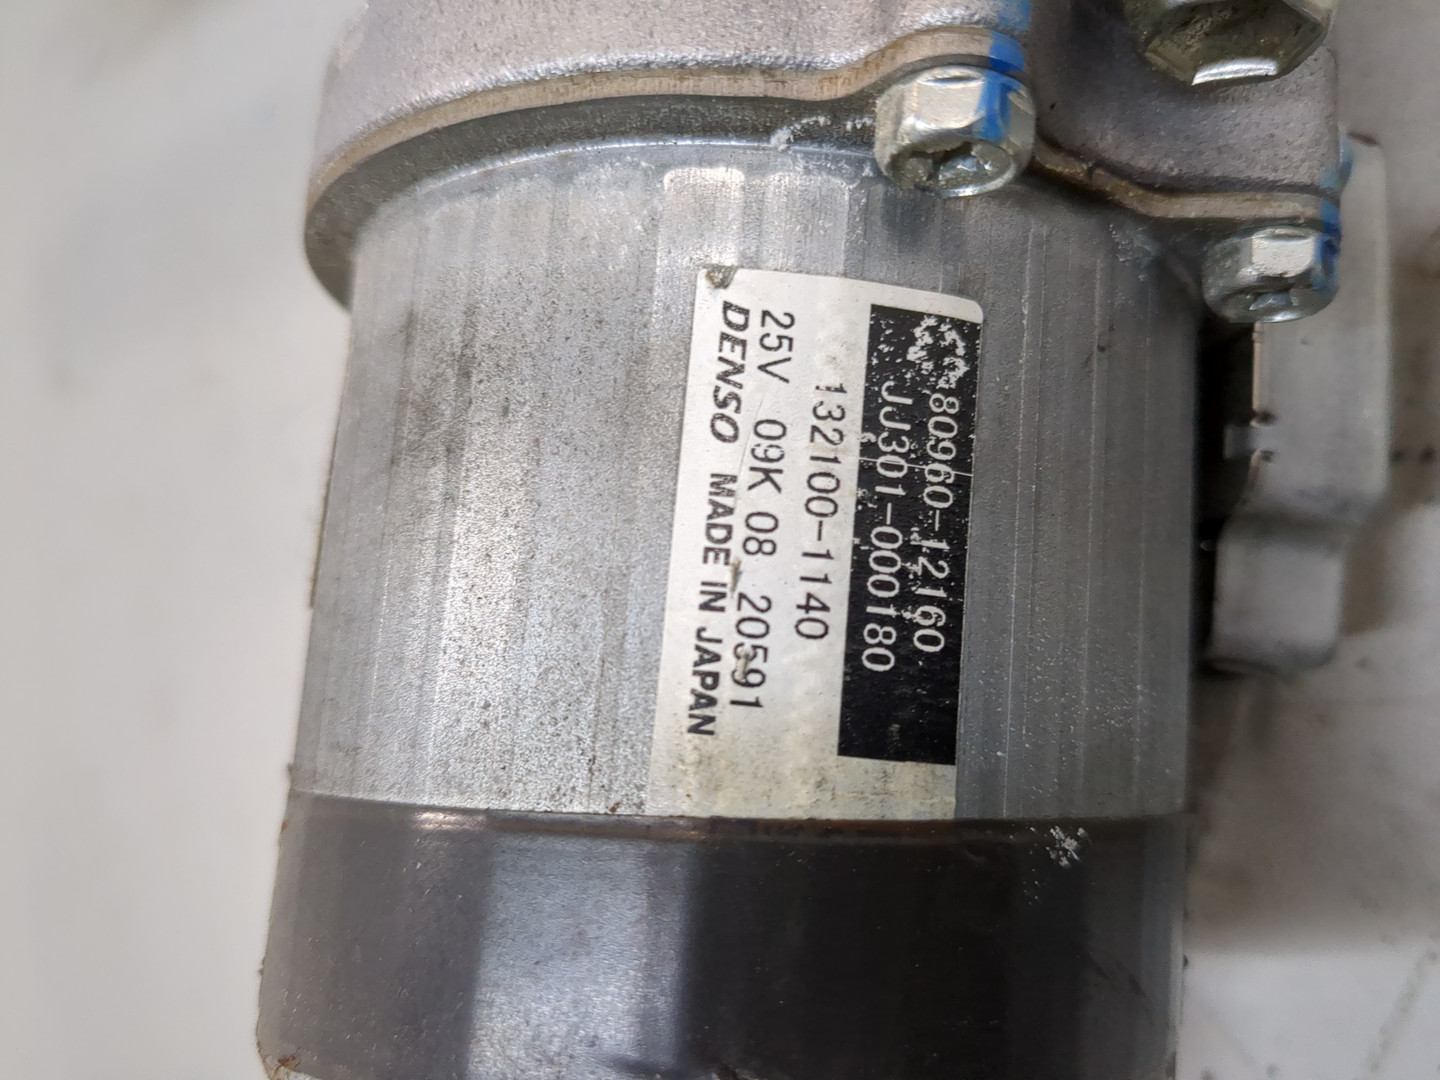 80960-12160
JJ301-000180
132100-1140
25V 09K 08 20591
DENSO MADE IN JAPAN